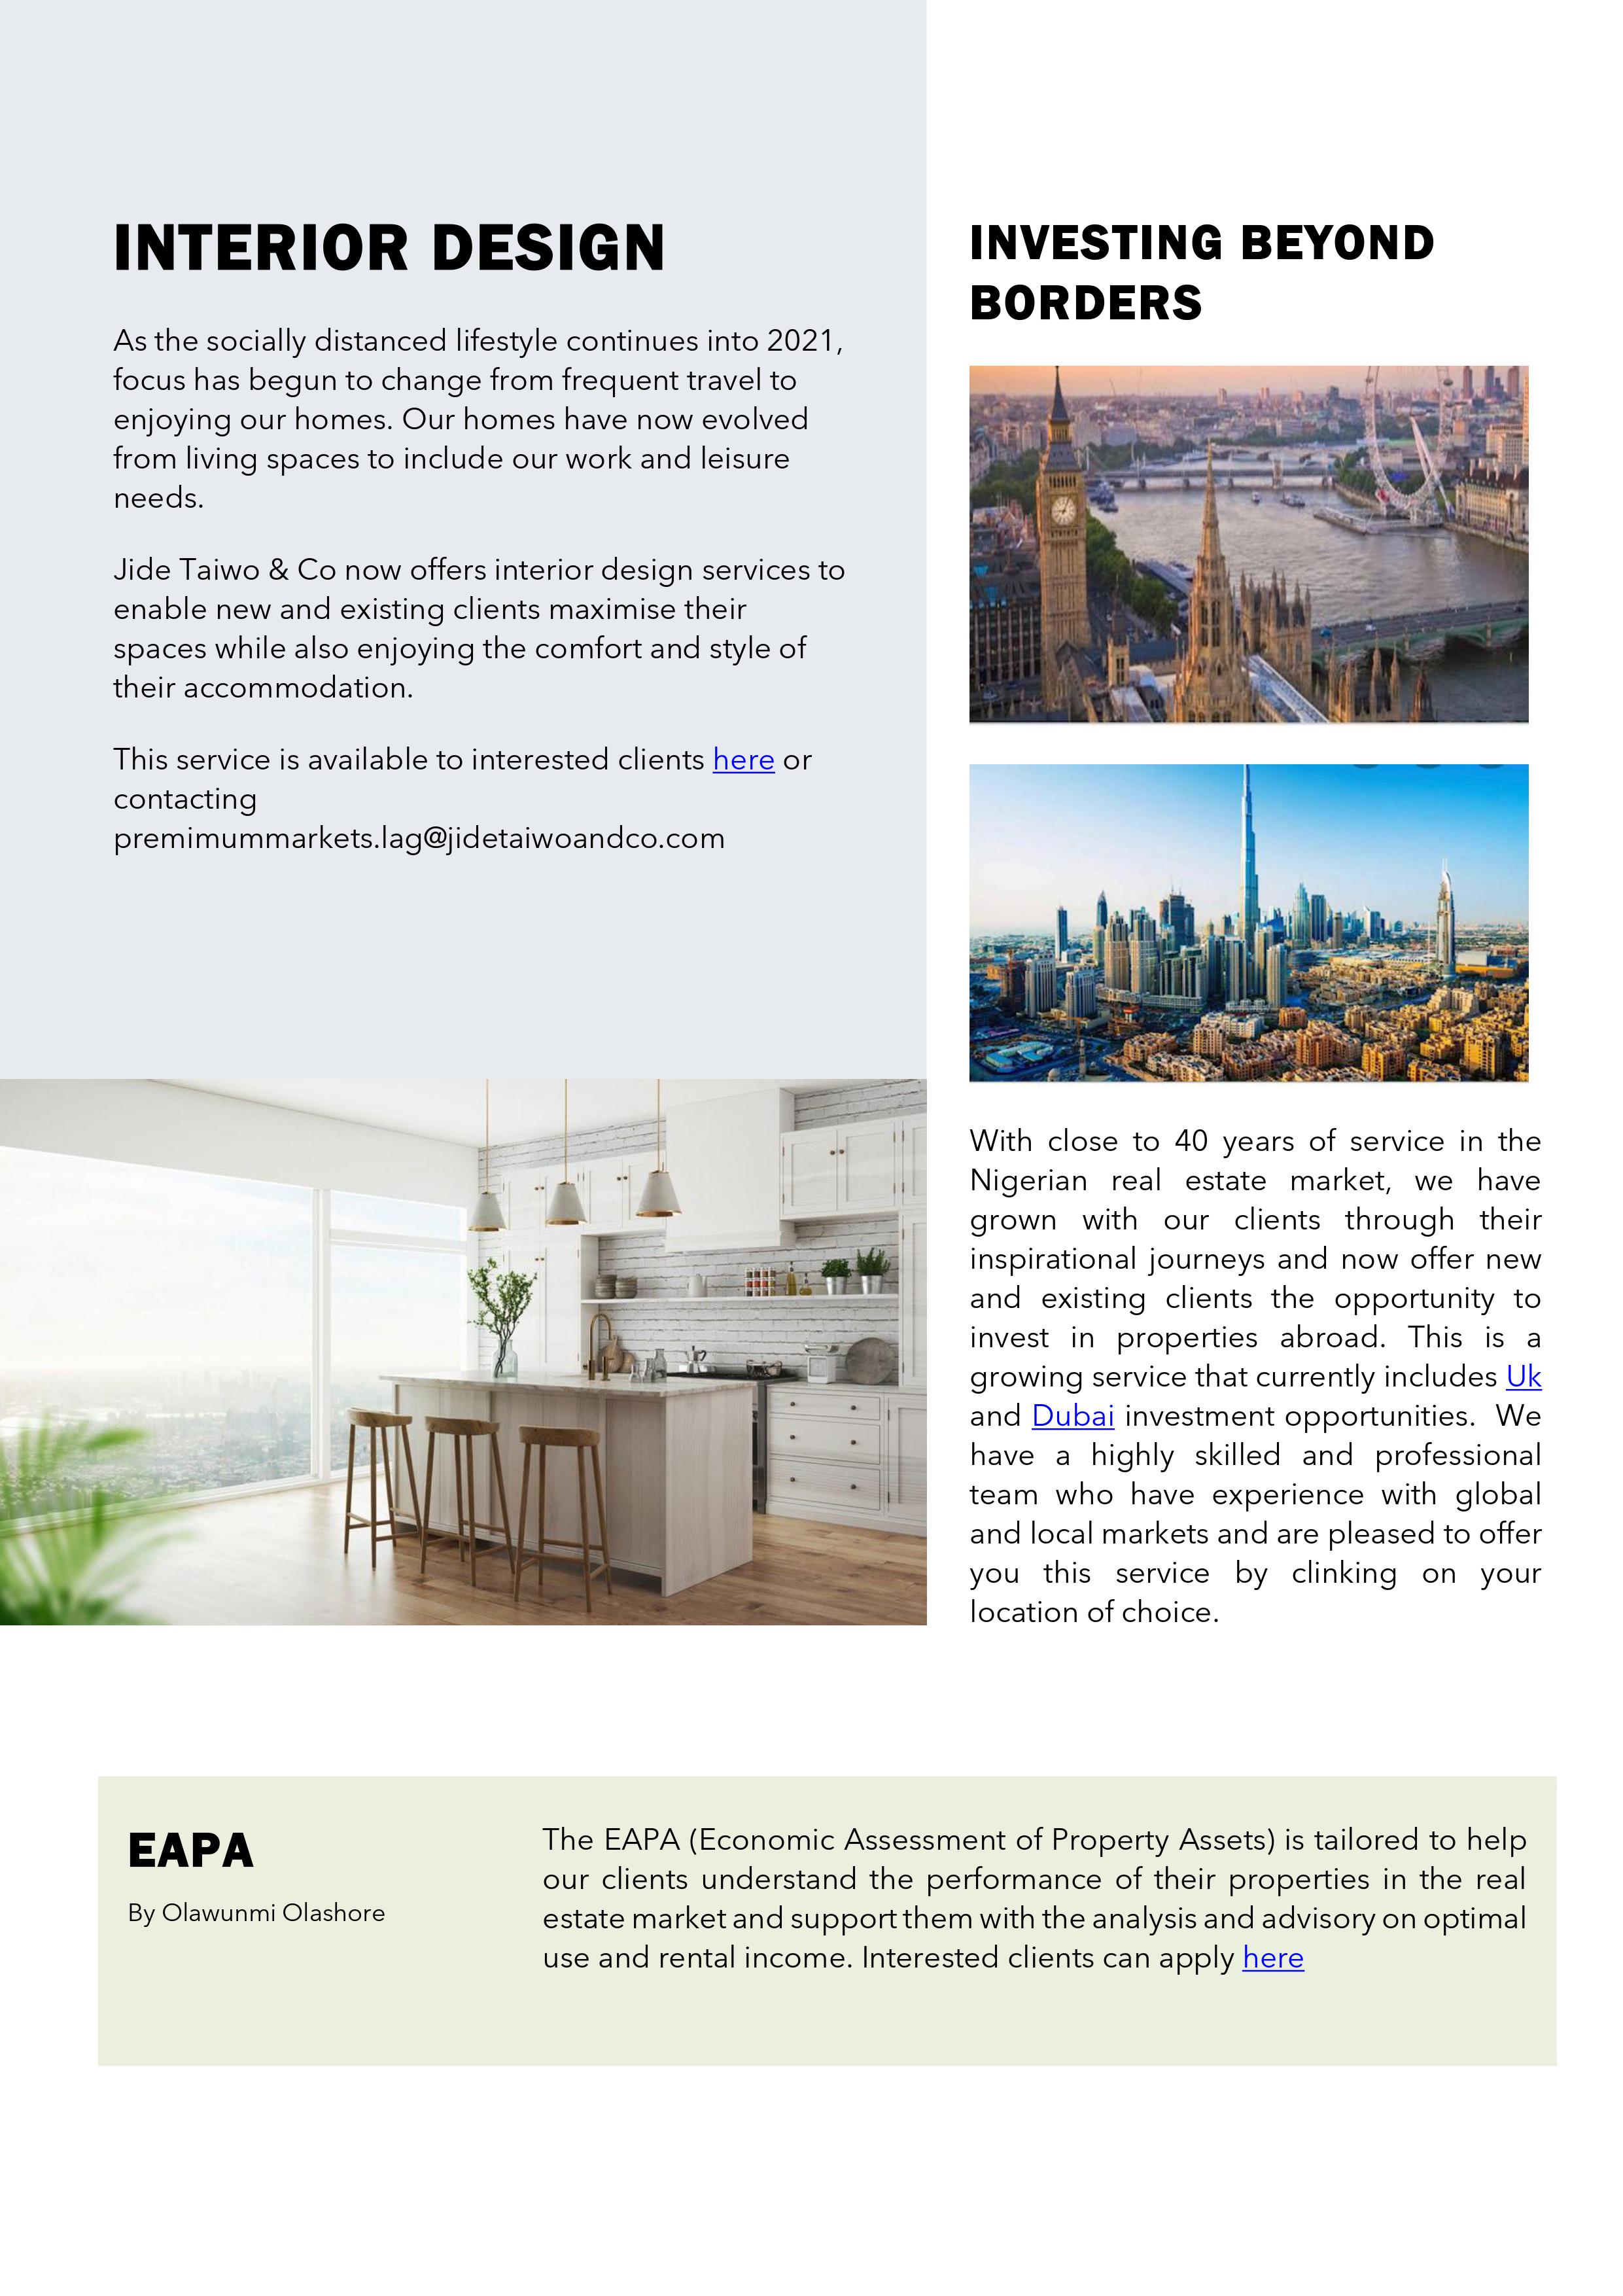 INTERIOR DESIGN
As the socially distanced lifestyle continues into 2021,
focus has begun to change from frequent travel to
enjoying our homes. Our homes have now evolved
from living spaces to include our work and leisure
needs.
Jide Taiwo & Co now offers interior design services to
enable new and existing clients maximise their
spaces while also enjoying the comfort and style of
their accommodation.
This service is available to interested clients here or
contacting
premimummarkets.lag@jidetaiwoandco.com
INVESTING BEYOND
BORDERS
With close to 40 years of service in the
Nigerian real estate market, we have
grown with our clients through their
inspirational journeys and now offer new
and existing clients the opportunity to
invest in properties abroad. This is a
growing service that currently includes Uk
and Dubai investment opportunities. We
have a highly skilled and professional
team who have experience with global
and local markets and are pleased to offer
you this service by clinking on your
location of choice.
EAPA
By Olawunmi Olashore
The EAPA (Economic Assessment of Property Assets) is tailored to help
our clients understand the performance of their properties in the real
estate market and support them with the analysis and advisory on optimal
use and rental income. Interested clients can apply here